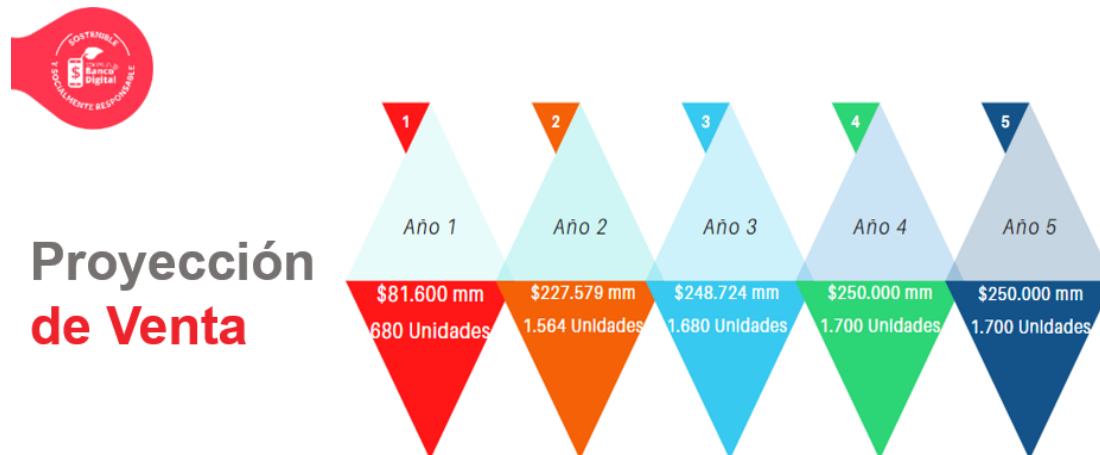 SOSTENIBLE
Banco
Digital
Y SOCIALMENTE RESPONSABLE
Proyección
de Venta
1
2
3
4
5
Año 1
Año 2
Año 3
Año 4
Año 5
$81.600 mm
680 Unidades
$227.579 mm
1.564 Unidades
$248.724 mm
1.680 Unidades
$250.000 mm
1.700 Unidades
$250.000 mm
1.700 Unidades